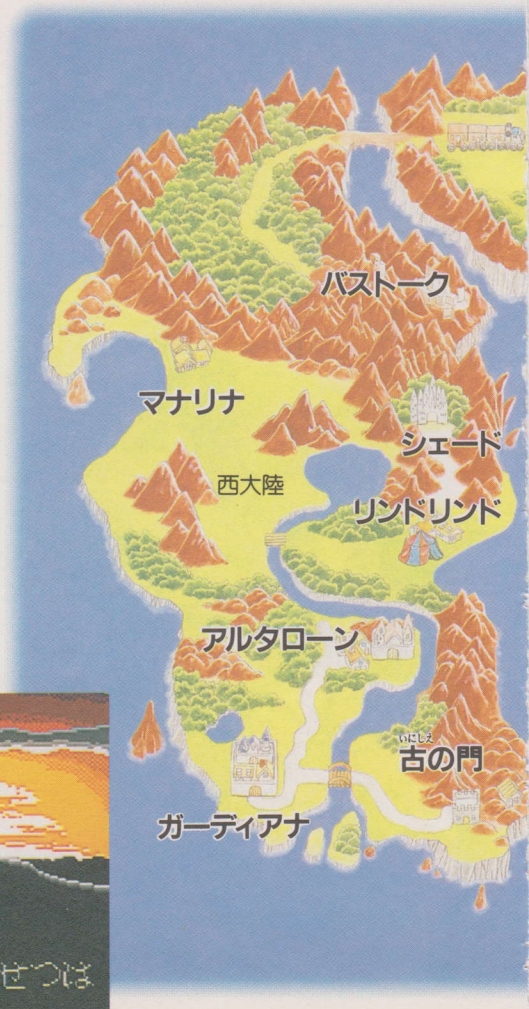 バストーク
マナリナ
シェード
西大陸
リンドリンド
アルタローン
いにしえ
古の門
ガーディアナ
せつは